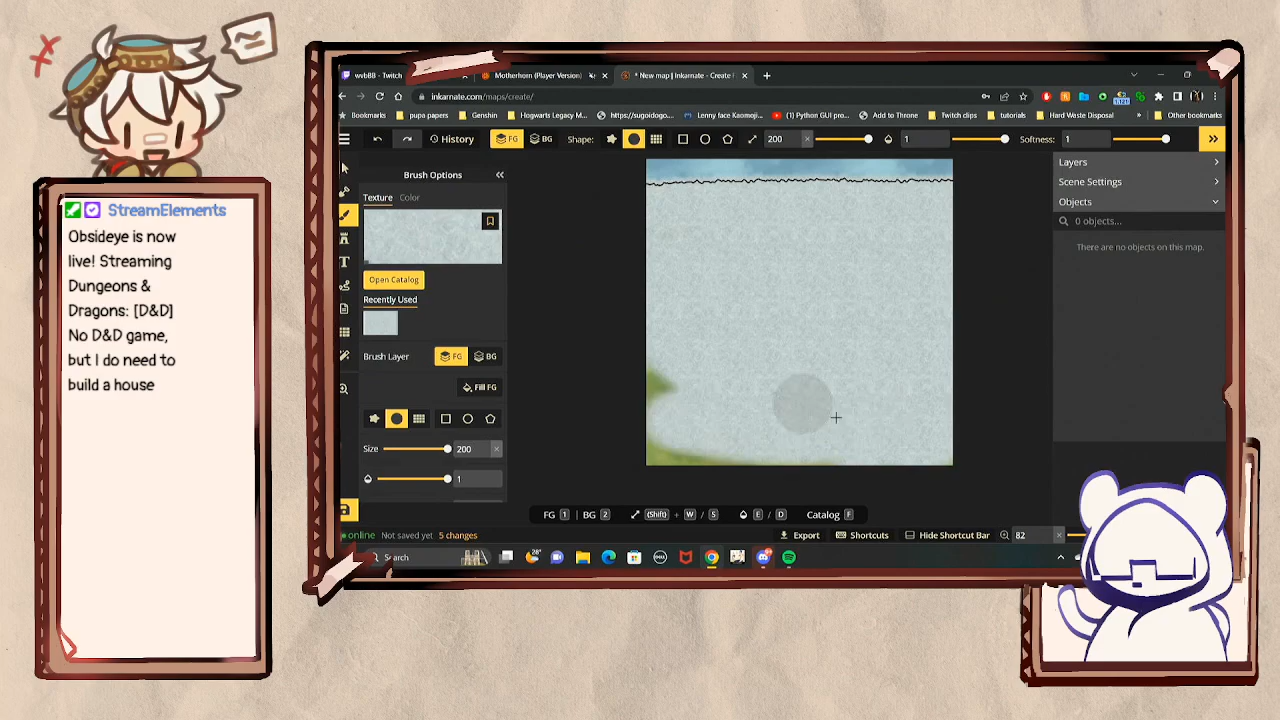 StreamElements
Obsideye is now
live! Streaming
Dungeons &
Dragons: [D&D]
No D&D game,
but I do need to
build a house
wvbBB - Twitch
Motherhorn (Player Version)
* New map | Inkarnate - Create F
inkarnate.com/maps/create/
Bookmarks
pupa papers
Genshin
Hogwarts Legacy M...
https://sugoidogo...
Lenny face Kaomoji...
(1) Python GUI pro...
Add to Throne
Twitch clips
tutorials
Hard Waste Disposal
»
Other bookmarks
History
FG
BG
Shape:
200
1
Softness:
1
Brush Options
Texture
Color
Open Catalog
Recently Used
Brush Layer
FG
BG
Fill FG
Size
200
1
Layers
Scene Settings
Objects
0 objects...
There are no objects on this map.
FG 1 | BG 2
(Shift) + W / S
E / D
Catalog F
online
Not saved yet
5 changes
Export
Shortcuts
Hide Shortcut Bar
82
Search
28°